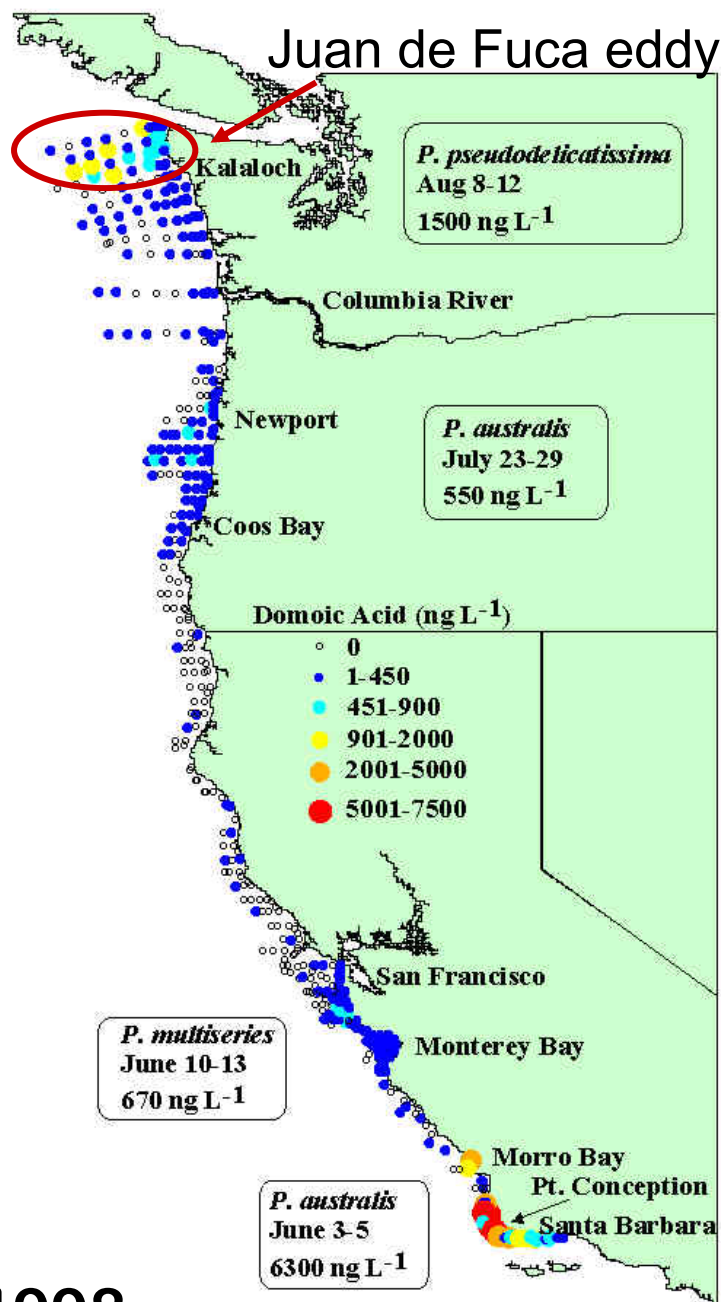 Juan de Fuca eddy
Kalaloch
P. pseudodelicatissima
Aug 8-12
1500 ng L-1
Columbia River
Newport
P. australis
July 23-29
550 ng L-1
Coos Bay
Domoic Acid (ng L-1)
0
1-450
451-900
901-2000
2001-5000
5001-7500
San Francisco
P. multiseries
June 10-13
670 ng L-1
Monterey Bay
Morro Bay
Pt. Conception
P. australis
June 3-5
6300 ng L-1
Santa Barbara
1998